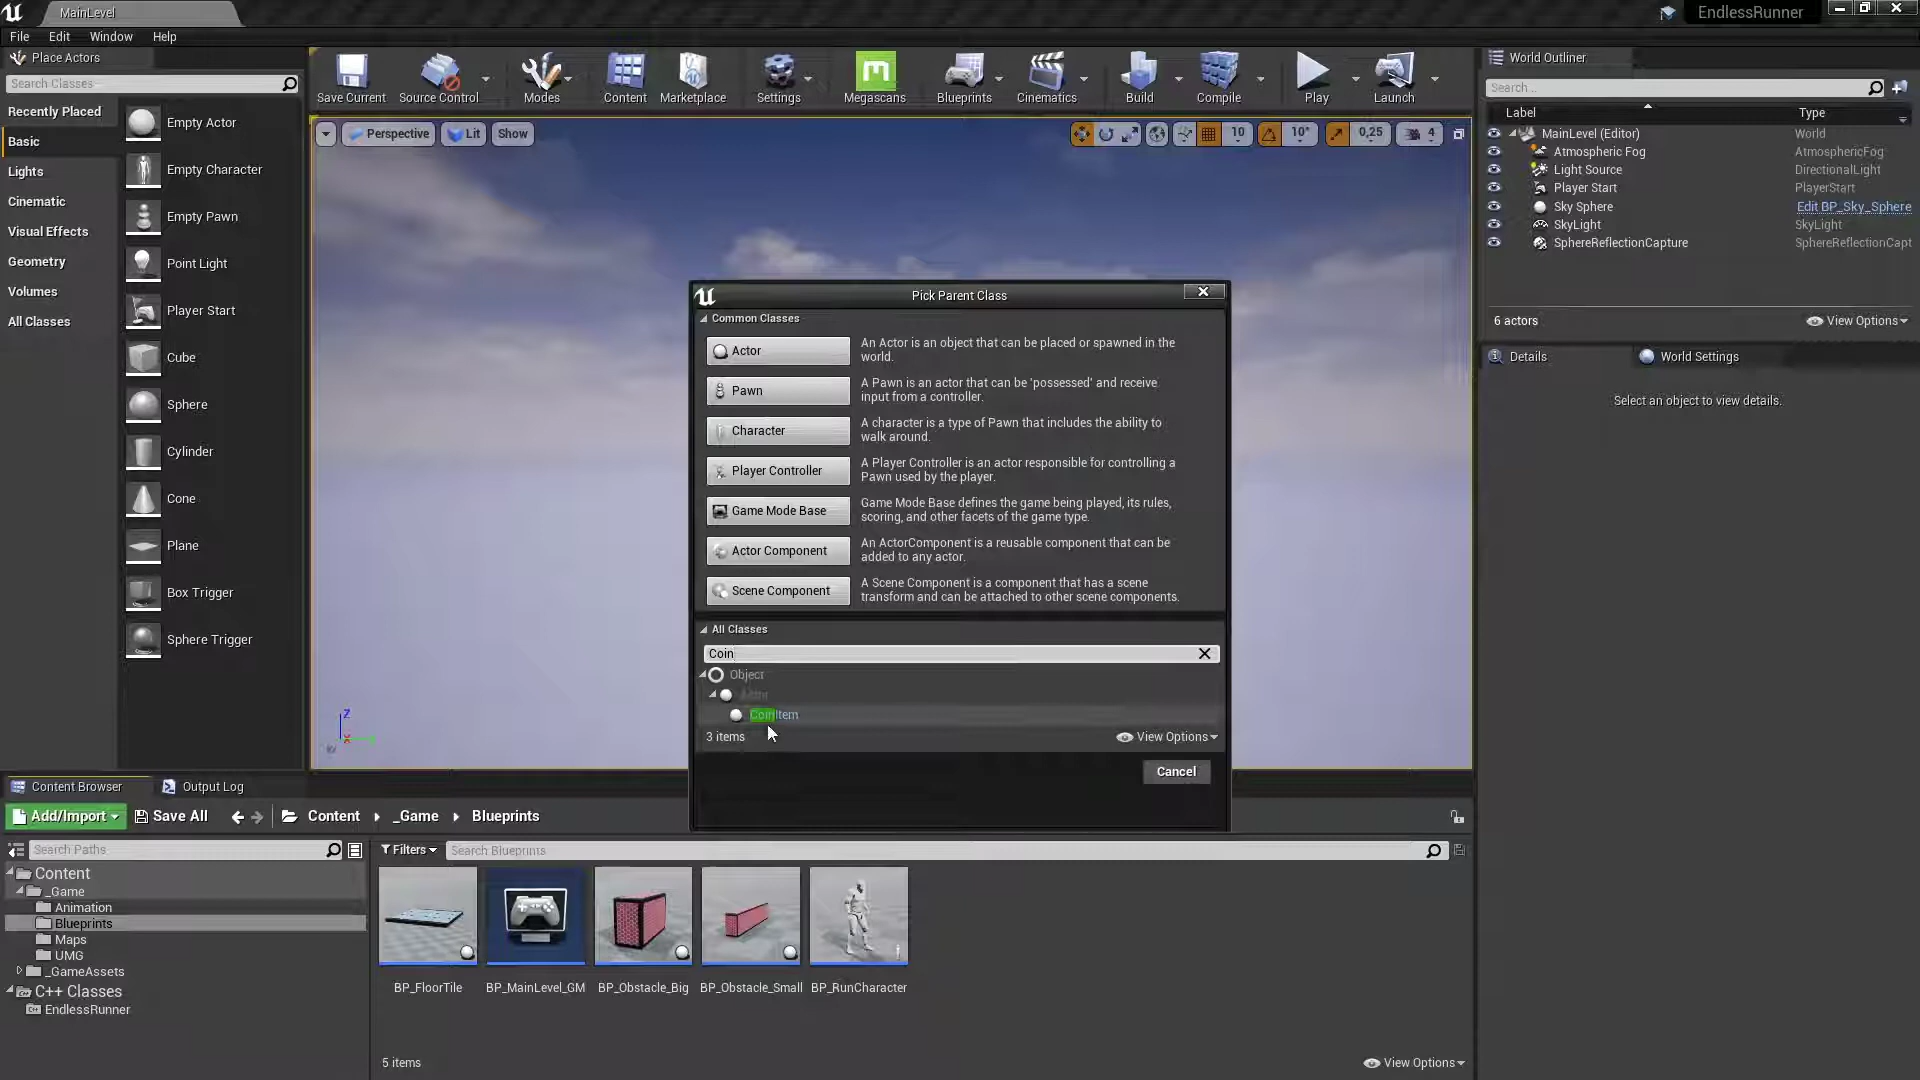 MainLevel
EndlessRunner
File Edit Window Help
Place Actors
Search Classes
Recently Placed
Basic
Lights
Cinematic
Visual Effects
Geometry
Volumes
All Classes
Empty Actor
Empty Character
Empty Pawn
Point Light
Player Start
Cube
Sphere
Cylinder
Cone
Plane
Box Trigger
Sphere Trigger
Save Current Source Control Modes Content Marketplace Settings Megascans Blueprints Cinematics Build Compile Play Launch
Perspective Lit Show
10 10° 0,25 4
Pick Parent Class
Common Classes
Actor
An Actor is an object that can be placed or spawned in the
world.
Pawn
A Pawn is an actor that can be 'possessed' and receive
input from a controller.
Character
A character is a type of Pawn that includes the ability to
walk around.
Player Controller
A Player Controller is an actor responsible for controlling a
Pawn used by the player.
Game Mode Base
Game Mode Base defines the game being played, its rules,
scoring, and other facets of the game type.
Actor Component
An ActorComponent is a reusable component that can be
added to any actor.
Scene Component
A Scene Component is a component that has a scene
transform and can be attached to other scene components.
All Classes
Coin
Object
Actor
CoinItem
3 items
View Options
Cancel
Z
World Outliner
Search...
Label Type
MainLevel (Editor) World
Atmospheric Fog AtmosphericFog
Light Source DirectionalLight
Player Start PlayerStart
Sky Sphere Edit BP_Sky_Sphere
SkyLight SkyLight
SphereReflectionCapture SphereReflectionCapt
6 actors
View Options
Details World Settings
Select an object to view details.
Content Browser Output Log
Add/Import Save All Content _Game Blueprints
Search Paths
Filters Search Blueprints
Content
_Game
Animation
Blueprints
Maps
UMG
_GameAssets
C++ Classes
EndlessRunner
BP_FloorTile BP_MainLevel_GM BP_Obstacle_Big BP_Obstacle_Small BP_RunCharacter
5 items
View Options